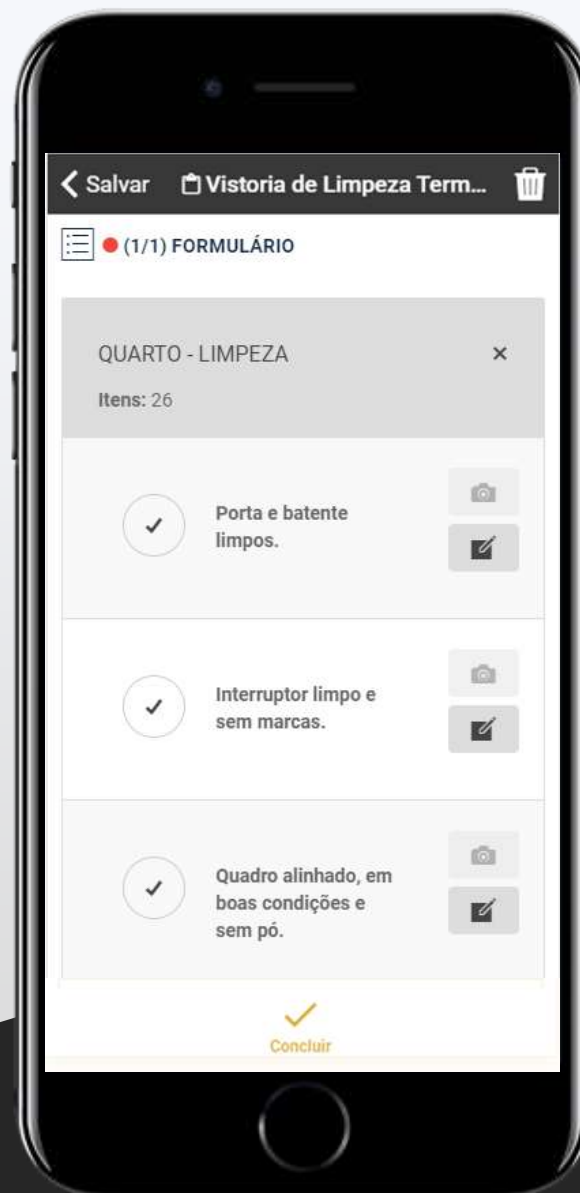 Salvar Vistoria de Limpeza Term...
(1/1) FORMULÁRIO
QUARTO - LIMPEZA
Itens: 26
Porta e batente
limpos.
Interruptor limpo e
sem marcas.
Quadro alinhado, em
boas condições e
sem pó.
Concluir